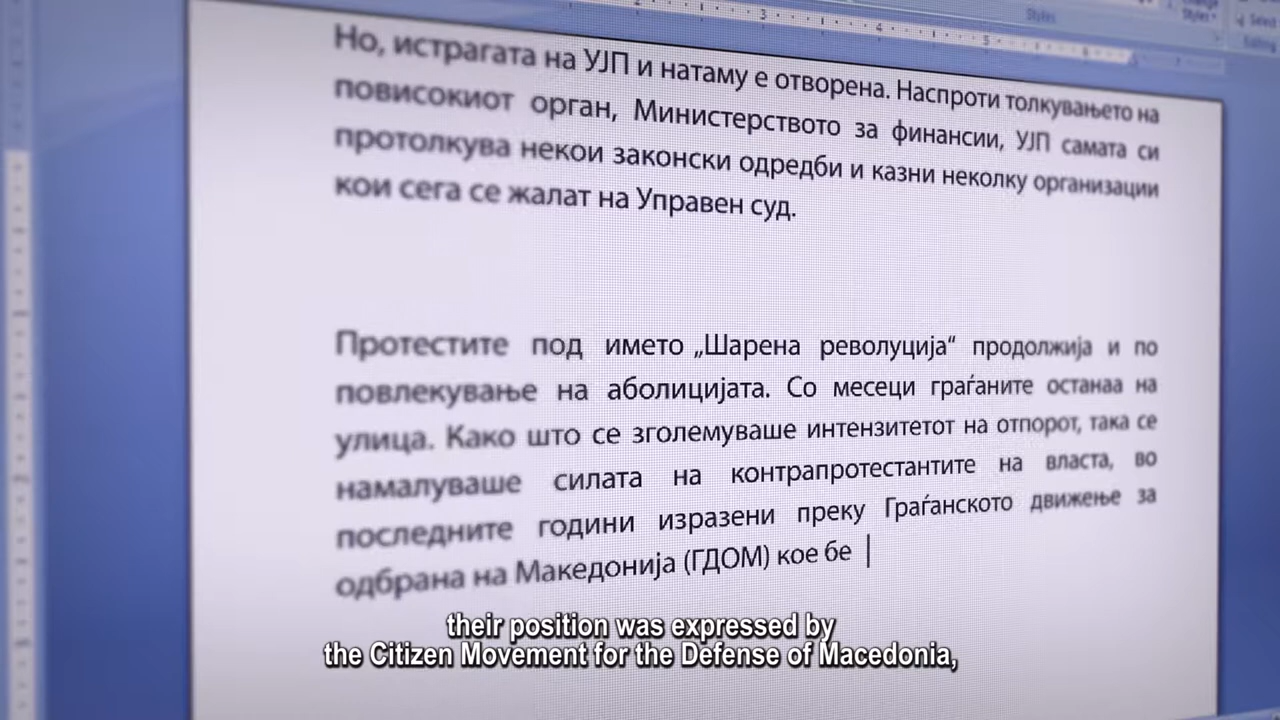 Styles
Но, истрагата на УЈП и натаму е отворена. Наспроти толкувањето на
повисокиот орган, Министерството за финансии, УЈП самата си
протолкува некои законски одредби и казни неколку организации
кои сега се жалат на Управен суд.
Протестите под името „Шарена револуција“ продолжија и по
повлекување на аболицијата. Со месеци граѓаните останаа на
улица. Како што се зголемуваше интензитетот на отпорот, така се
намалуваше силата на контрапротестантите на власта, во
последните години изразени преку Граѓанското движење за
одбрана на Македонија (ГДОМ) кое бе
their position was expressed by
the Citizen Movement for the Defense of Macedonia,